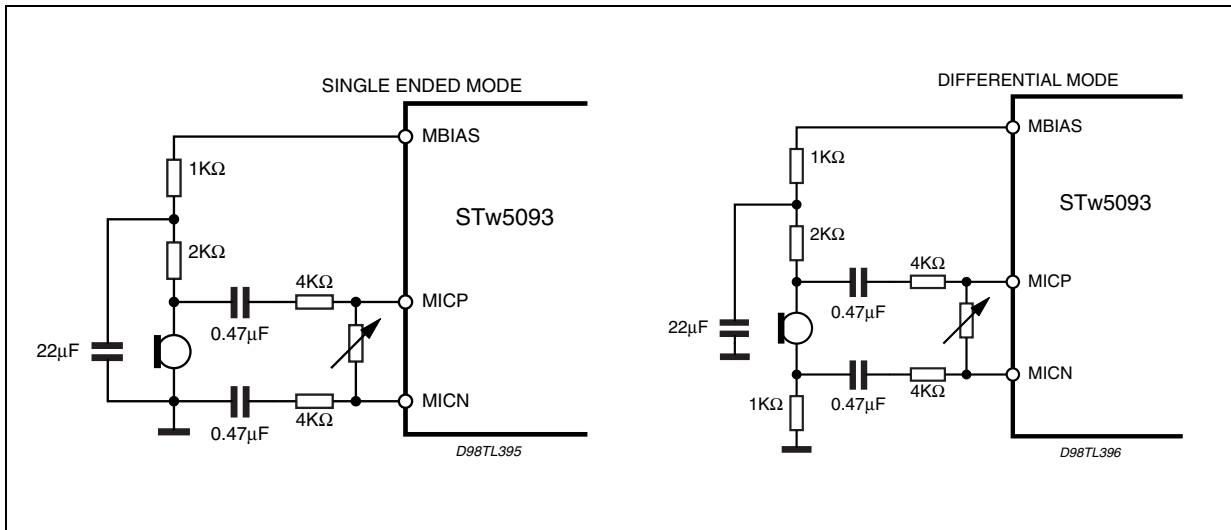 SINGLE ENDED MODE
MBIAS
1KΩ
STw5093
2KΩ
4KΩ
MICP
0.47µF
22µF
MICN
0.47µF
4KΩ
D98TL395
DIFFERENTIAL MODE
MBIAS
1KΩ
STw5093
2KΩ
4KΩ
MICP
0.47µF
22µF
MICN
1KΩ
0.47µF
4KΩ
D98TL396